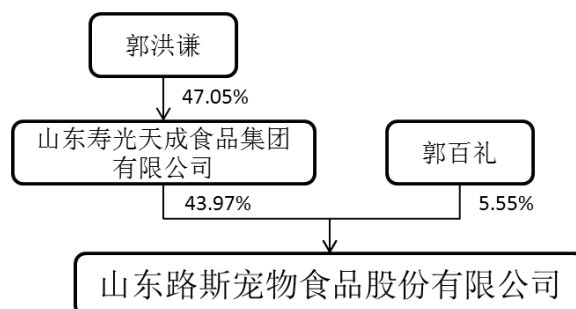 郭洪谦
47.05%
山东寿光天成食品集团
有限公司
郭百礼
43.97%
5.55%
山东路斯宠物食品股份有限公司